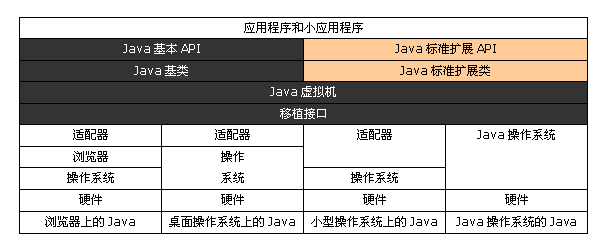 应用程序和小应用程序
Java 基本 API Java 标准扩展 API
Java 基类 Java 标准扩展类
Java 虚拟机
移植接口
适配器 适配器 适配器 Java 操作系统
浏览器 操作
操作系统 系统 操作系统
硬件 硬件 硬件 硬件
浏览器上的 Java 桌面操作系统上的 Java 小型操作系统上的 Java Java 操作系统的 Java